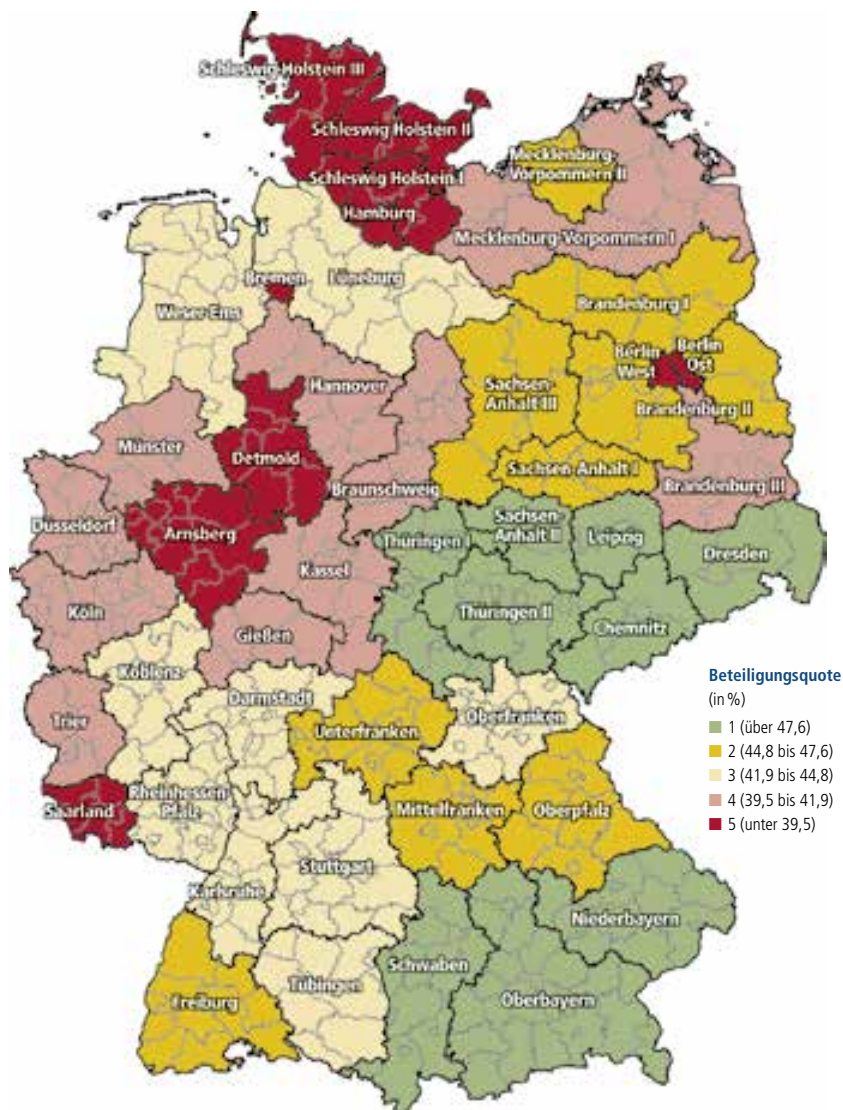 Schleswig-Holstein III
Schleswig Holstein II
Schleswig Holstein I
Hamburg
Mecklenburg-
Vorpommern II
Mecklenburg-Vorpommern I
Bremen
Lüneburg
Weser-Ems
Brandenburg I
Berlin
West
Berlin
Ost
Hannover
Sachsen-
Anhalt III
Brandenburg II
Münster
Detmold
Sachsen-Anhalt I
Braunschweig
Brandenburg III
Düsseldorf
Arnsberg
Thüringen I
Sachsen-
Anhalt II
Leipzig
Dresden
Kassel
Köln
Thüringen II
Chemnitz
Gießen
Koblenz
Darmstadt
Trier
Unterfranken
Oberfranken
Saarland
Rheinhessen-
Pfalz
Mittelfranken
Oberpfalz
Stuttgart
Karlsruhe
Niederbayern
Schwaben
Tübingen
Freiburg
Oberbayern
Beteiligungsquote
(in %)
1 (über 47,6)
2 (44,8 bis 47,6)
3 (41,9 bis 44,8)
4 (39,5 bis 41,9)
5 (unter 39,5)